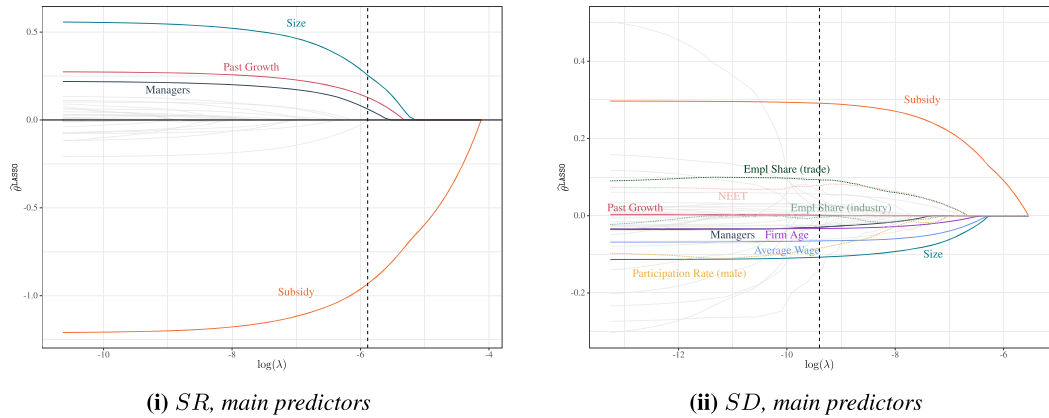 0.5
0.0
-0.5
-1.0
-10
-8
-6
-4
log(λ)
θ̂ᴸᴬˢˢᴼ
Size
Past Growth
Managers
Subsidy
(i) SR, main predictors
0.4
0.2
0.0
-0.2
-12
-10
-8
-6
log(λ)
θ̂ᴸᴬˢˢᴼ
Subsidy
Empl Share (trade)
NEET
Past Growth
Empl Share (industry)
Managers
Firm Age
Average Wage
Size
Participation Rate (male)
(ii) SD, main predictors